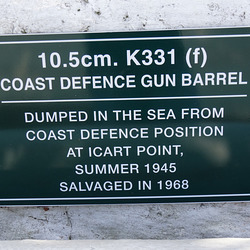 10.5cm. K331 (f)
COAST DEFENCE GUN BARREL
DUMPED IN THE SEA FROM
COAST DEFENCE POSITION
AT ICART POINT,
SUMMER 1945
SALVAGED IN 1968